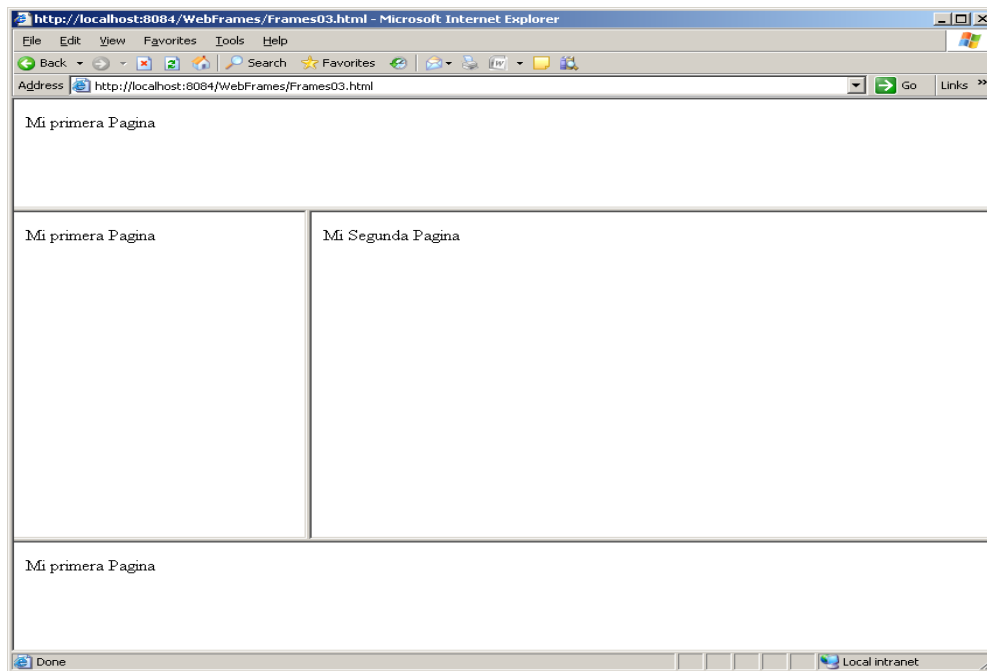 http://localhost:8084/WebFrames/Frames03.html - Microsoft Internet Explorer
File Edit View Favorites Tools Help
Back Search Favorites
Address http://localhost:8084/WebFrames/Frames03.html Go Links »
Mi primera Pagina
Mi primera Pagina Mi Segunda Pagina
Mi primera Pagina
Done Local intranet